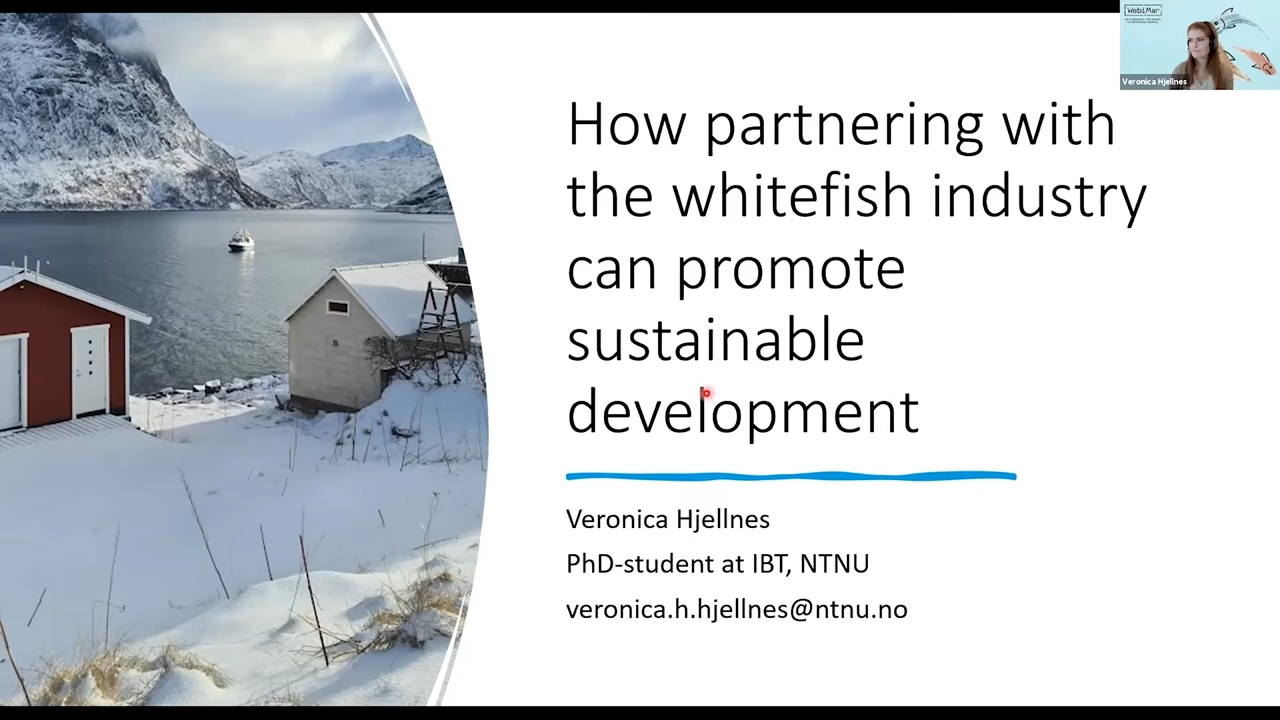 WebiMar
Veronica Hjellnes
How partnering with
the whitefish industry
can promote
sustainable
development
Veronica Hjellnes
PhD-student at IBT, NTNU
veronica.h.hjellnes@ntnu.no